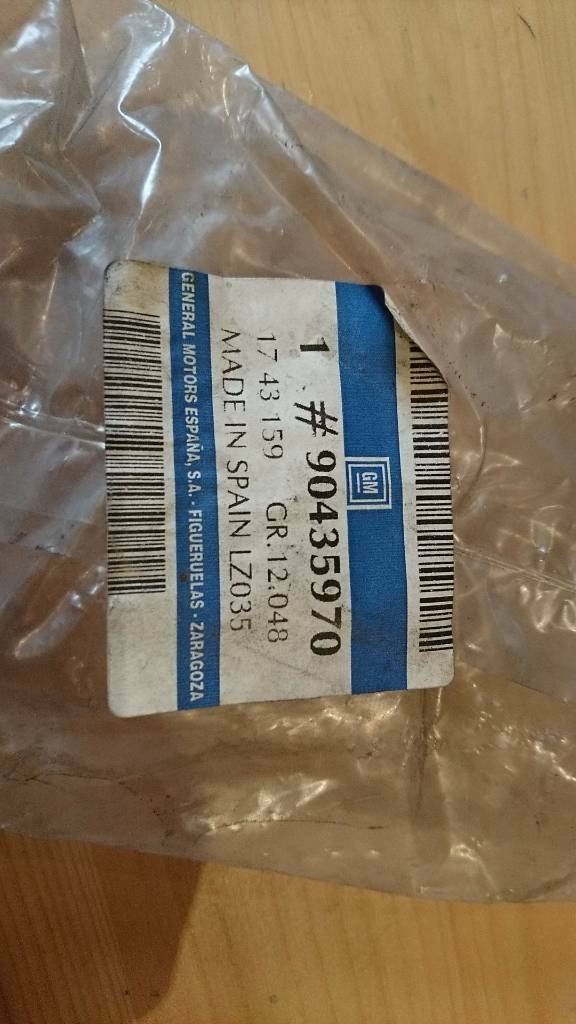 GM
1 #90435970
17 43 159 GR.12.048
MADE IN SPAIN LZ035
GENERAL MOTORS ESPAÑA, S.A. · FIGUERUELAS · ZARAGOZA